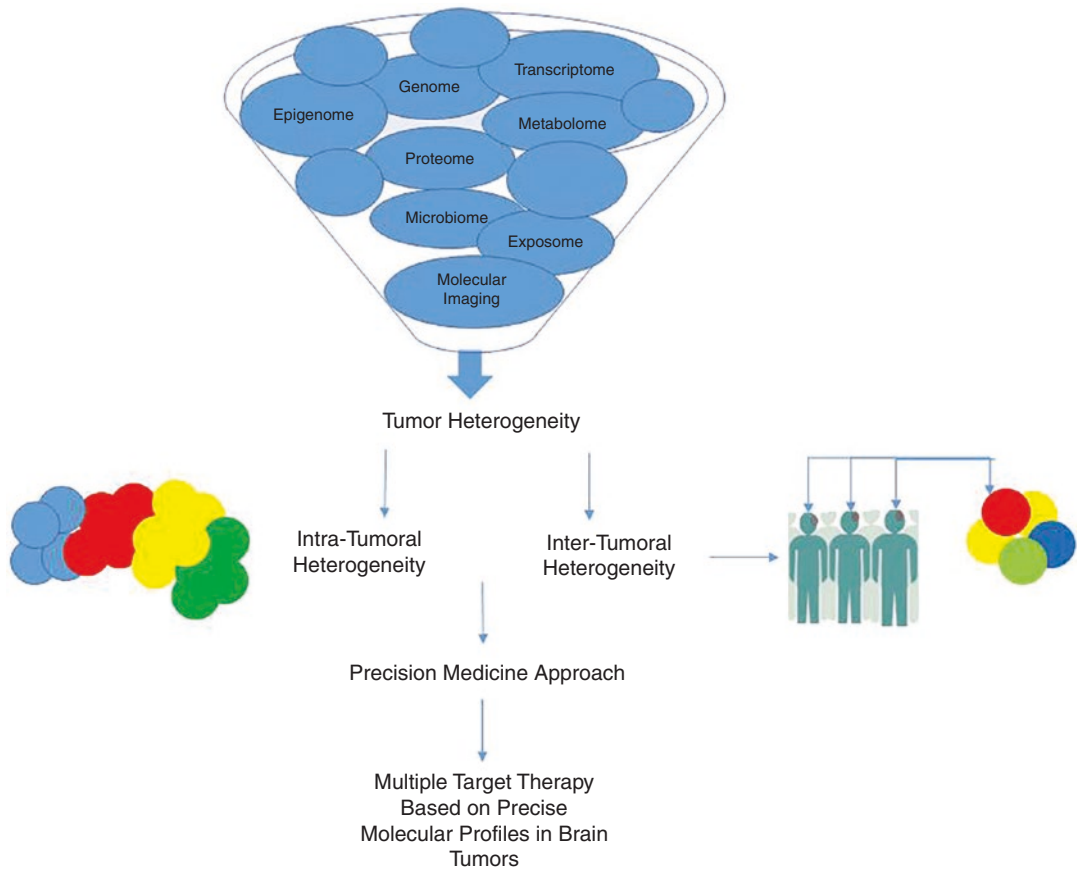 Transcriptome
Genome
Epigenome
Metabolome
Proteome
Microbiome
Exosome
Molecular
Imaging
Tumor Heterogeneity
Intra-Tumoral
Heterogeneity
Inter-Tumoral
Heterogeneity
Precision Medicine Approach
Multiple Target Therapy
Based on Precise
Molecular Profiles in Brain
Tumors